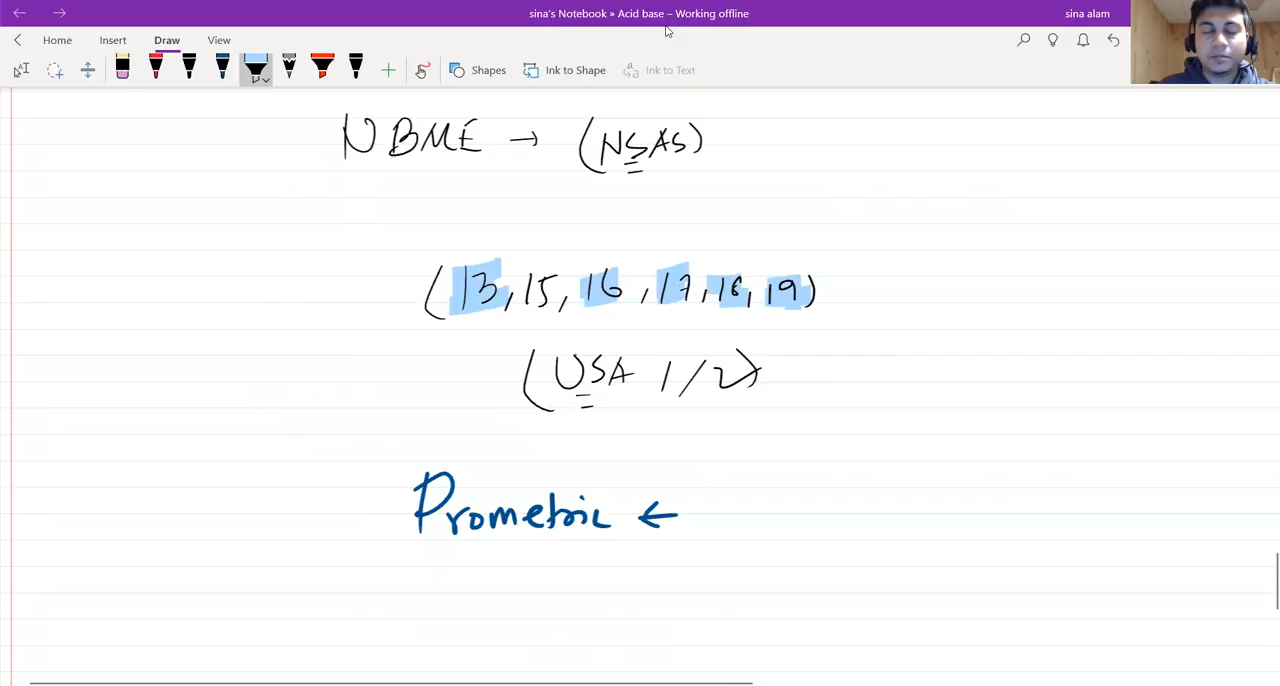 sina's Notebook » Acid base – Working offline
sina alam
Home Insert Draw View
Shapes Ink to Shape Ink to Text
NBME → (NSAS)
(13, 15, 16, 17, 18, 19)
(USA 1/2)
Prometric ←